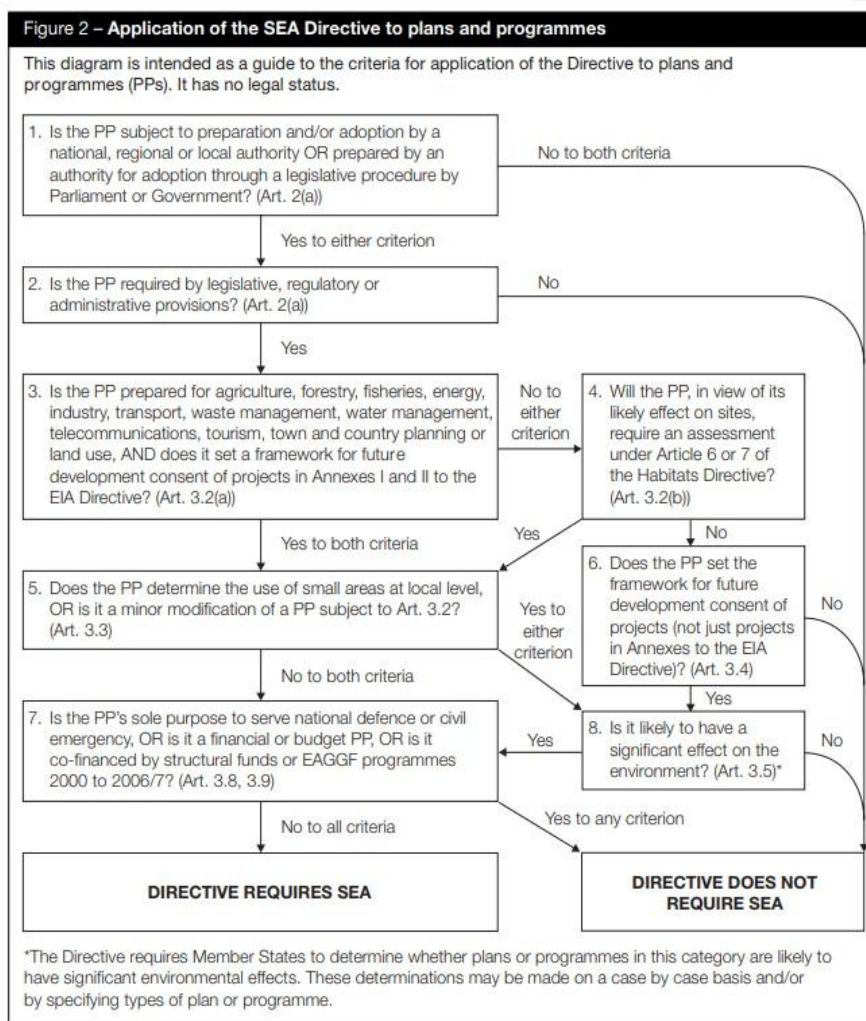 Figure 2 – Application of the SEA Directive to plans and programmes
This diagram is intended as a guide to the criteria for application of the Directive to plans and
programmes (PPs). It has no legal status.
1. Is the PP subject to preparation and/or adoption by a
national, regional or local authority OR prepared by an
authority for adoption through a legislative procedure by
Parliament or Government? (Art. 2(a))
No to both criteria
Yes to either criterion
2. Is the PP required by legislative, regulatory or
administrative provisions? (Art. 2(a))
No
Yes
3. Is the PP prepared for agriculture, forestry, fisheries, energy,
industry, transport, waste management, water management,
telecommunications, tourism, town and country planning or
land use, AND does it set a framework for future
development consent of projects in Annexes I and II to the
EIA Directive? (Art. 3.2(a))
No to
either
criterion
4. Will the PP, in view of its
likely effect on sites,
require an assessment
under Article 6 or 7 of
the Habitats Directive?
(Art. 3.2(b))
Yes to both criteria
Yes
No
5. Does the PP determine the use of small areas at local level,
OR is it a minor modification of a PP subject to Art. 3.2?
(Art. 3.3)
Yes to
either
criterion
6. Does the PP set the
framework for future
development consent of
projects (not just projects
in Annexes to the EIA
Directive)? (Art. 3.4)
No
No to both criteria
Yes
7. Is the PP's sole purpose to serve national defence or civil
emergency, OR is it a financial or budget PP, OR is it
co-financed by structural funds or EAGGF programmes
2000 to 2006/7? (Art. 3.8, 3.9)
Yes
8. Is it likely to have a
significant effect on the
environment? (Art. 3.5)*
No
No to all criteria
Yes to any criterion
DIRECTIVE REQUIRES SEA
DIRECTIVE DOES NOT
REQUIRE SEA
*The Directive requires Member States to determine whether plans or programmes in this category are likely to
have significant environmental effects. These determinations may be made on a case by case basis and/or
by specifying types of plan or programme.